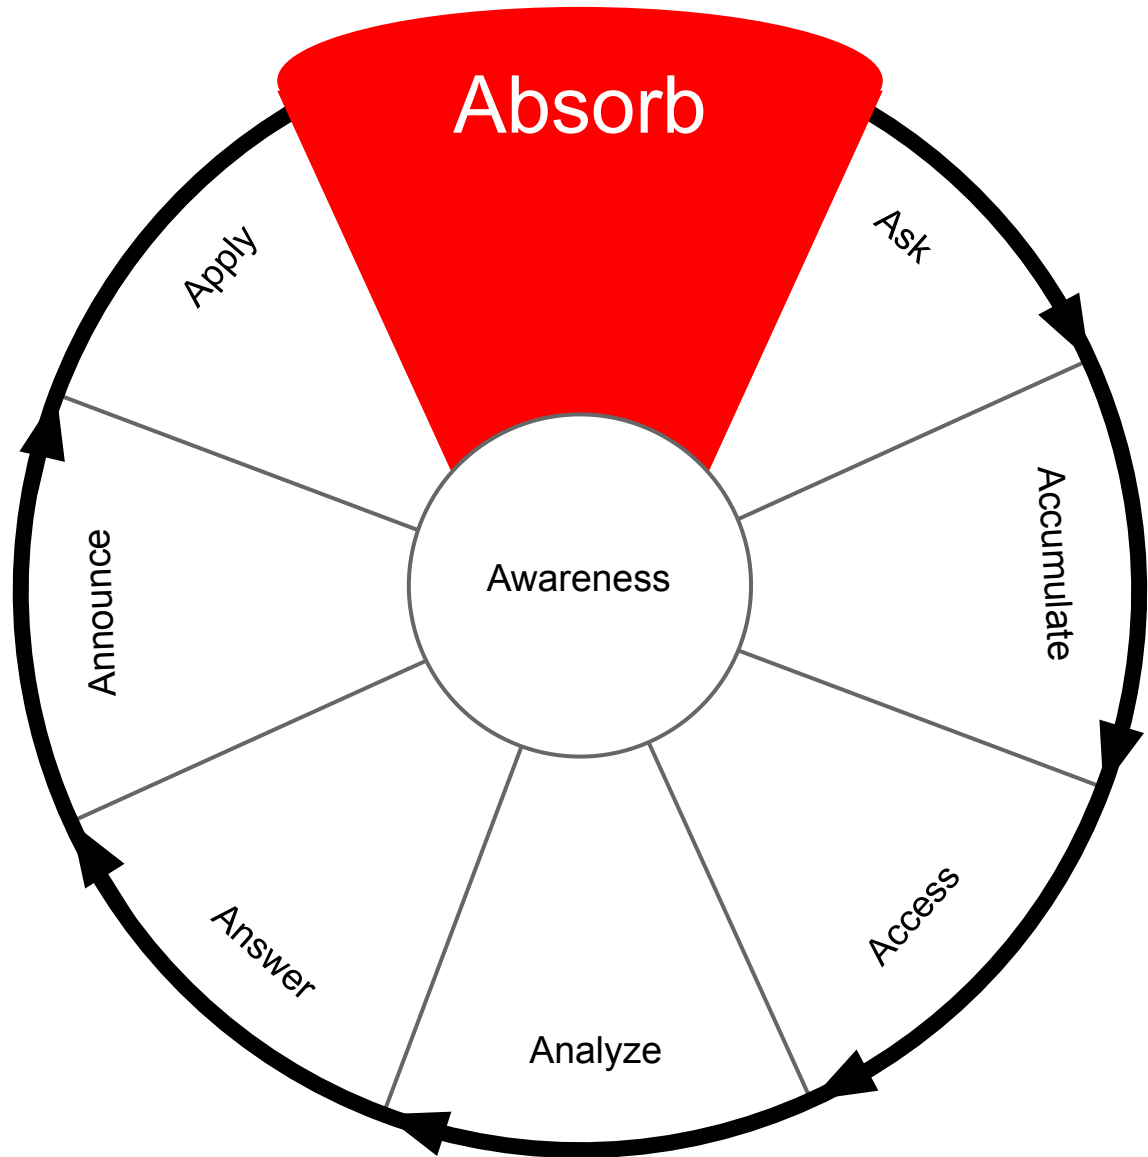 Absorb
Ask
Accumulate
Access
Analyze
Answer
Announce
Apply
Awareness